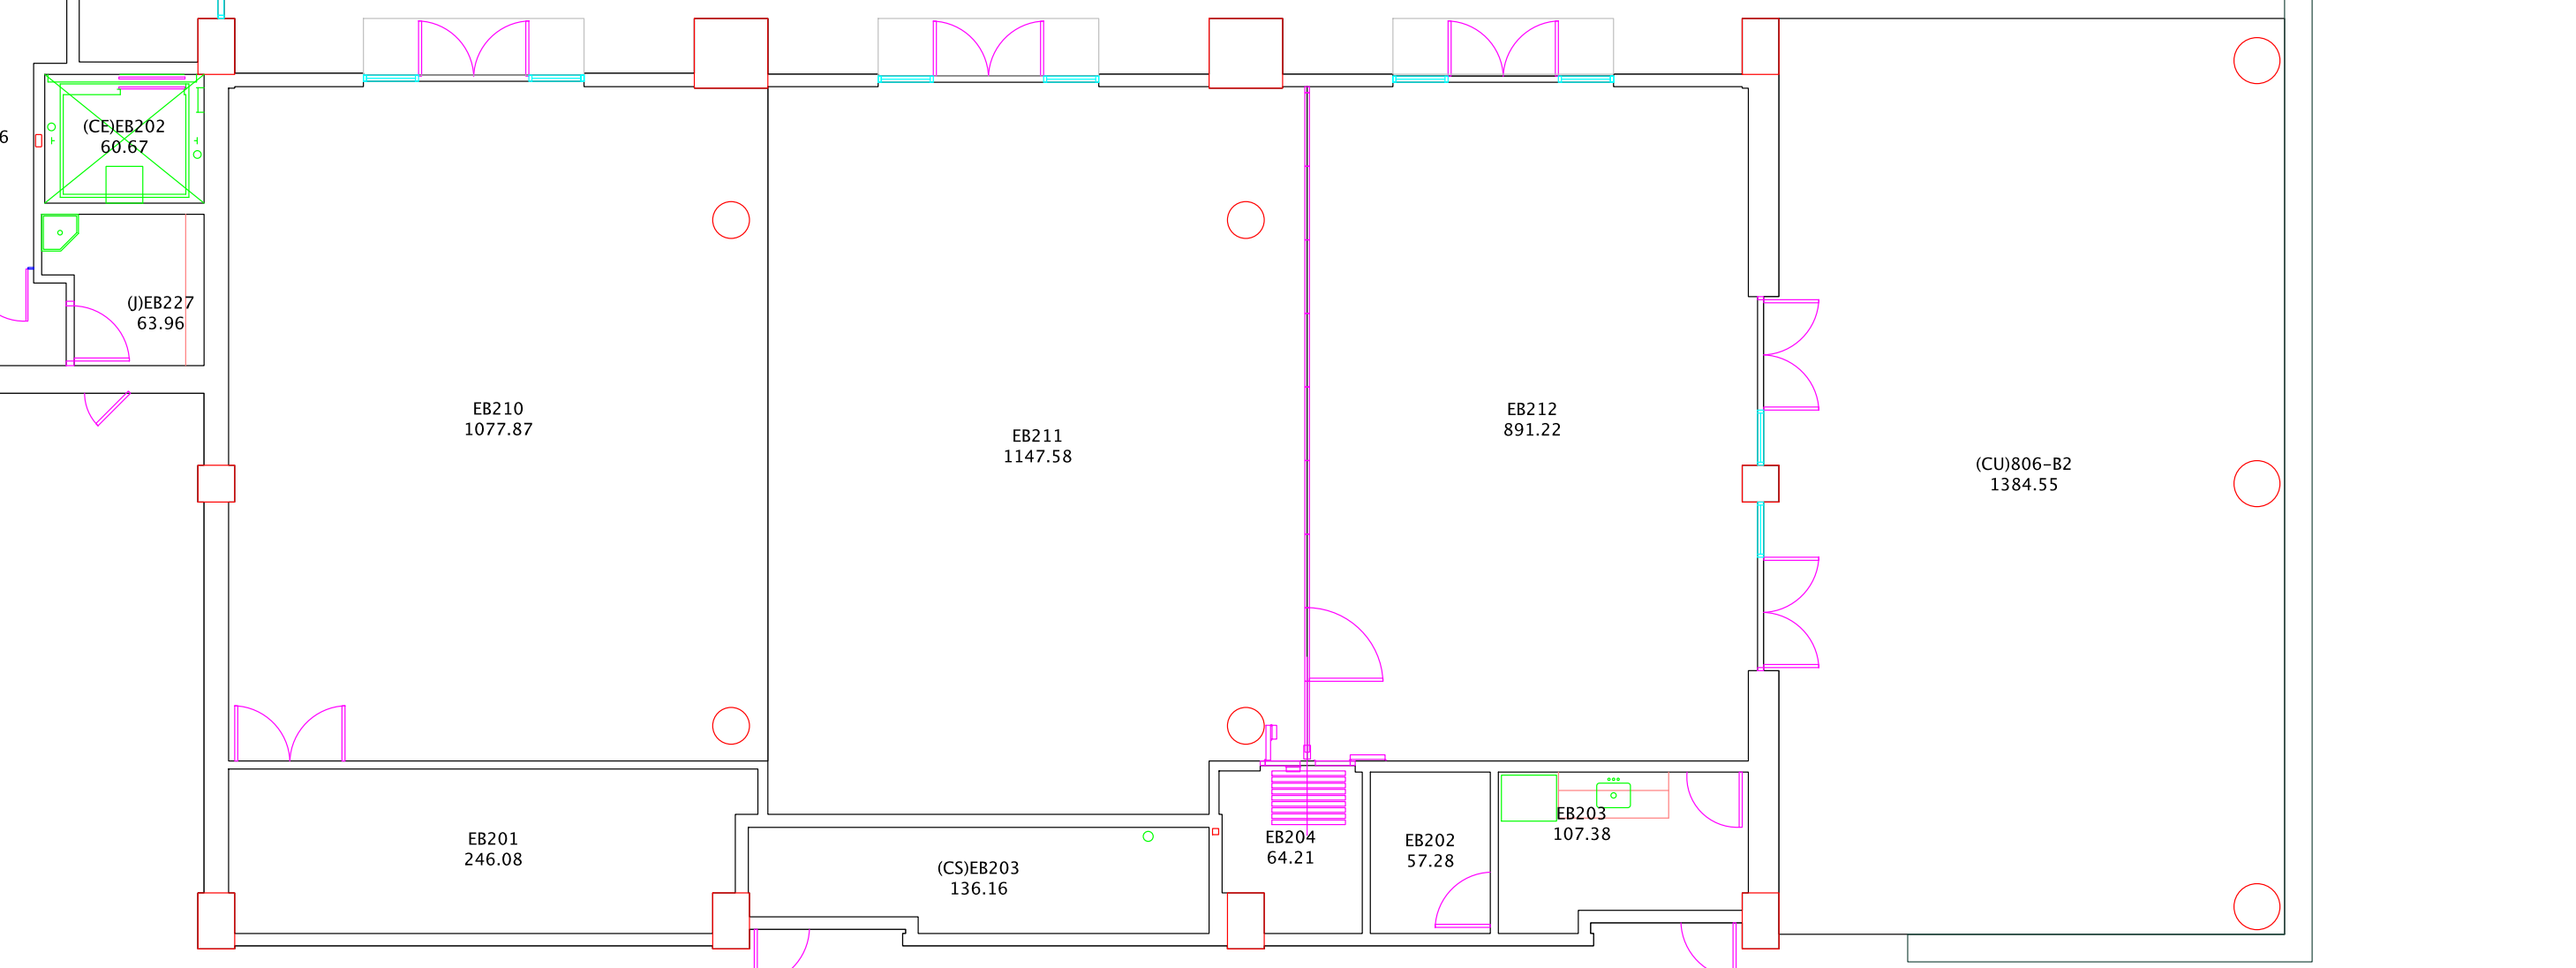 6
(CE)EB202
60.67
(J)EB227
63.96
EB210
1077.87
EB211
1147.58
EB212
891.22
(CU)806-B2
1384.55
EB201
246.08
(CS)EB203
136.16
EB204
64.21
EB202
57.28
EB203
107.38